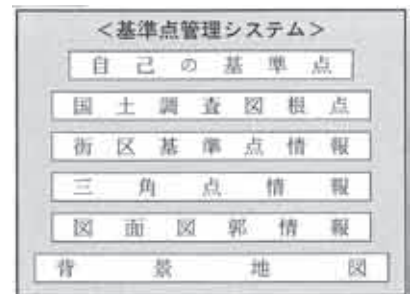 ＜基準点管理システム＞
自己の基準点
国土調査図根点
街区基準点情報
三角点情報
図面図郭情報
背景地図